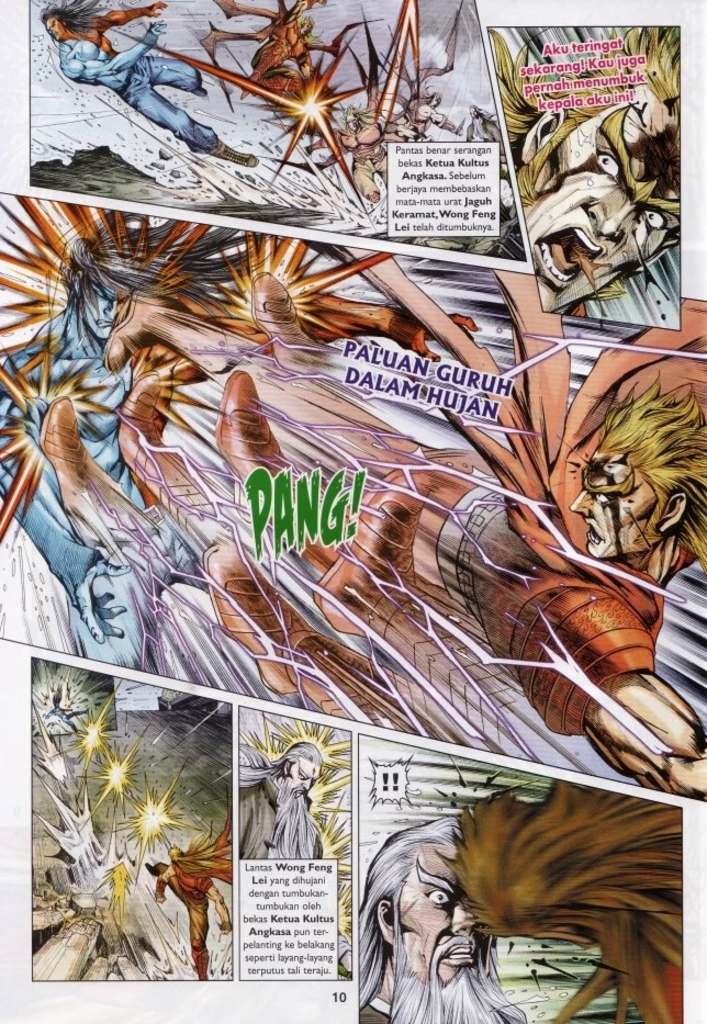 Pantas benar serangan
bekas Ketua Kultus
Angkasa. Sebelum
berjaya membebaskan
mata-mata urat Jaguh
Keramat, Wong Feng
Lei telah ditumbuknya.
Aku teringat
sekarang! Kau juga
pernah menumbuk
kepala aku ini!
PALUAN GURUH
DALAM HUJAN
PANG!
Lantas Wong Feng
Lei yang dihujani
dengan tumbukan-
tumbukan oleh
bekas Ketua Kultus
Angkasa pun ter-
pelanting ke belakang
seperti layang-layang
terputus tali teraju.
!!
10